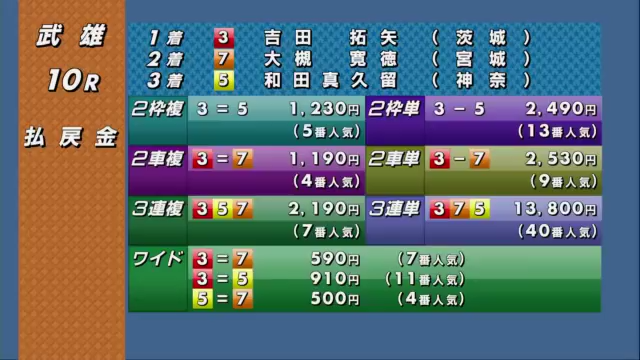 武雄
10R
払戻金
1着 3 吉田 拓矢 (茨城)
2着 7 大槻 寛徳 (宮城)
3着 5 和田真久留 (神奈)
2枠複 3=5 1,230円 (5番人気)
2枠単 3-5 2,490円 (13番人気)
2車複 3=7 1,190円 (4番人気)
2車単 3-7 2,530円 (9番人気)
3連複 3 5 7 2,190円 (7番人気)
3連単 3 7 5 13,800円 (40番人気)
ワイド 3=7 590円 (7番人気)
3=5 910円 (11番人気)
5=7 500円 (4番人気)